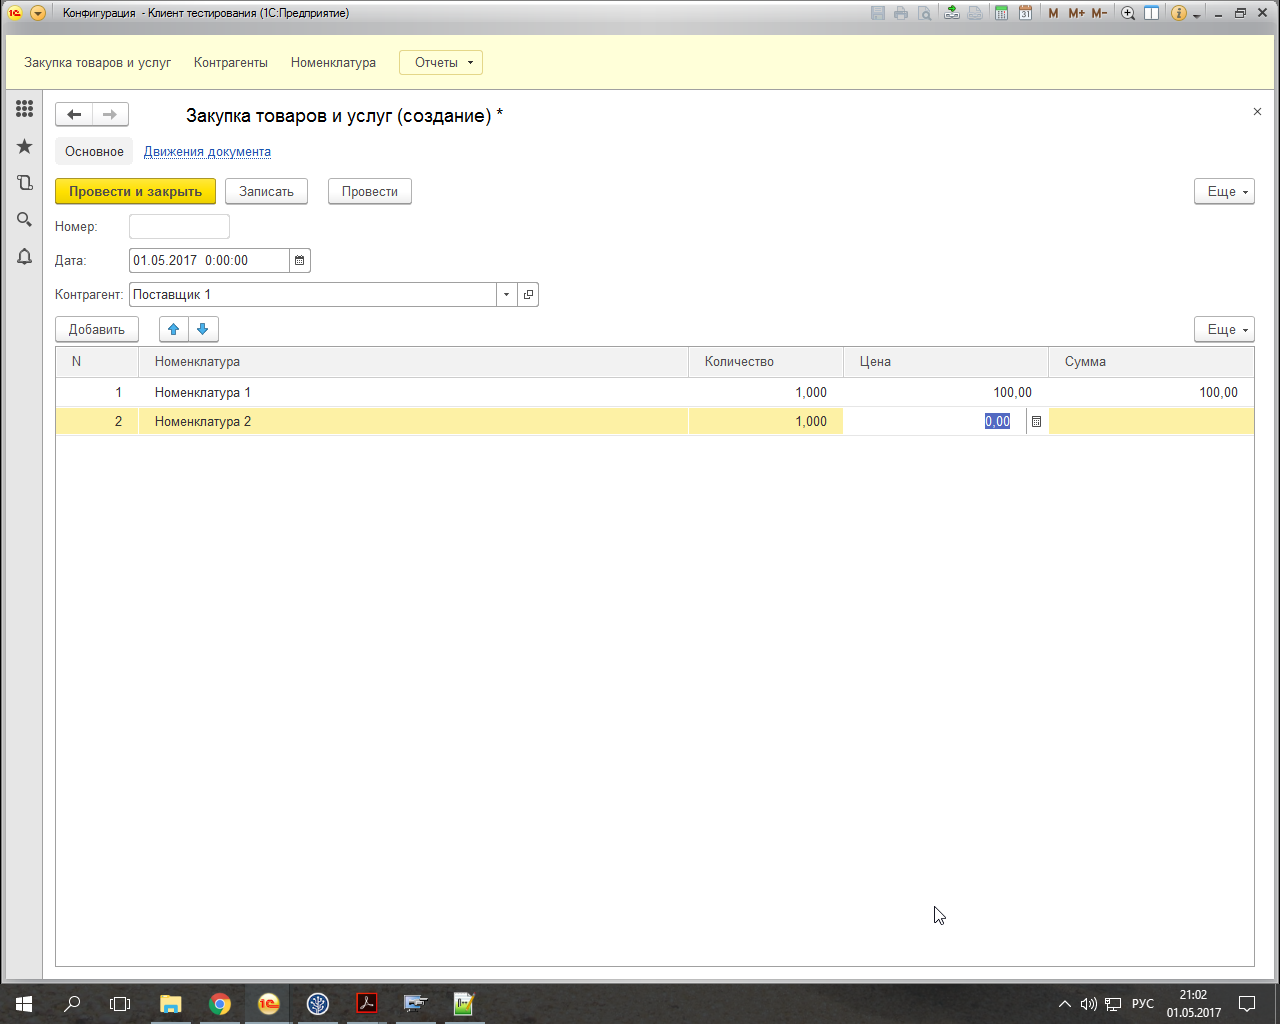 Конфигурация - Клиент тестирования (1С:Предприятие)
31 M M+ M-
Закупка товаров и услуг Контрагенты Номенклатура Отчеты
Закупка товаров и услуг (создание) *
Основное Движения документа
Провести и закрыть Записать Провести Еще
Номер:
Дата: 01.05.2017 0:00:00
Контрагент: Поставщик 1
Добавить Еще
N Номенклатура Количество Цена Сумма
1 Номенклатура 1 1,000 100,00 100,00
2 Номенклатура 2 1,000 0,00
РУС 21:02
01.05.2017